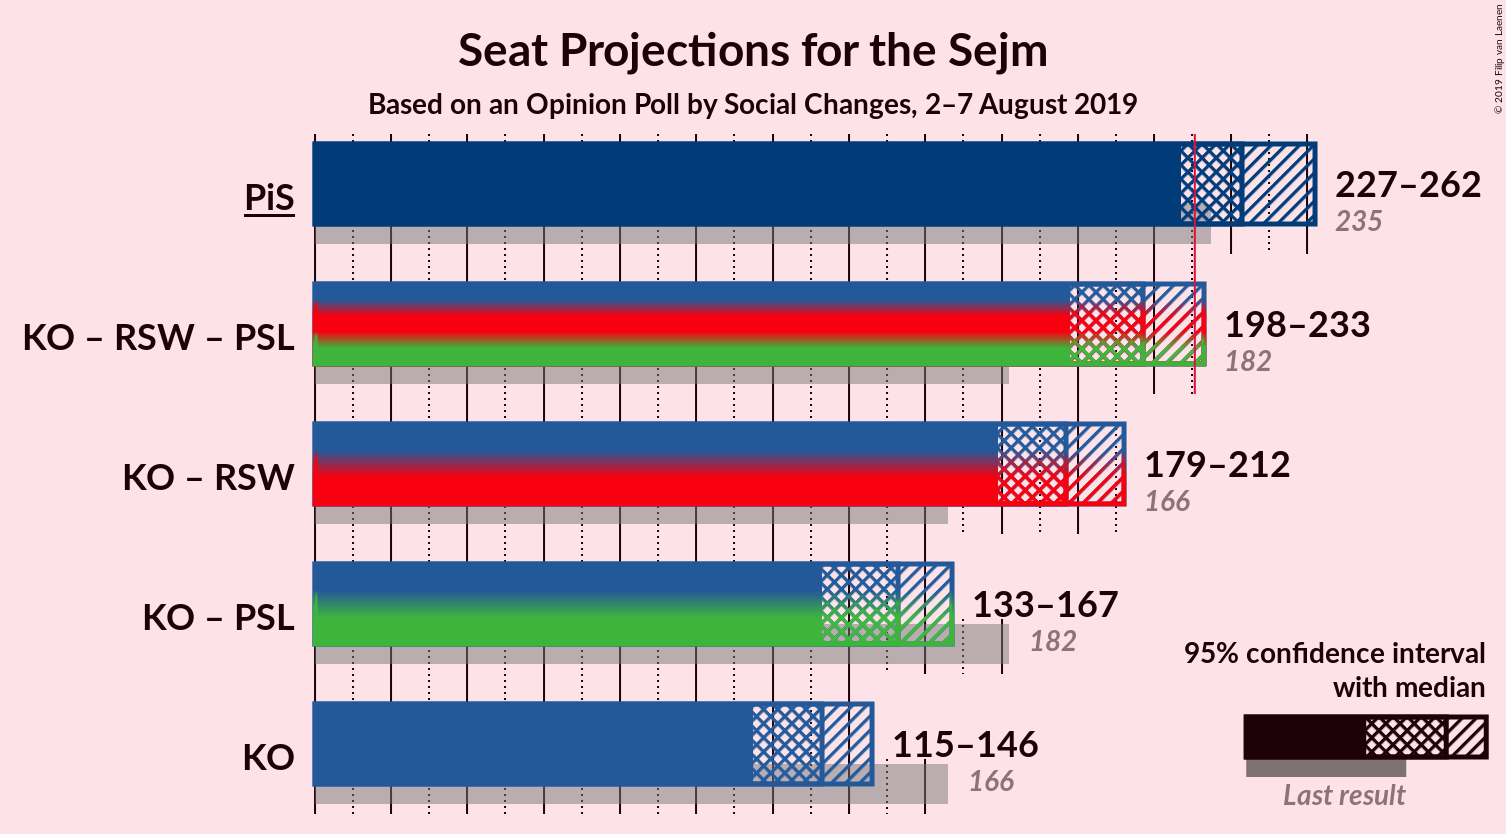 Seat Projections for the Sejm
Based on an Opinion Poll by Social Changes, 2–7 August 2019
© 2019 Filip van Laenen
PiS
227–262
235
KO – RSW – PSL
198–233
182
KO – RSW
179–212
166
KO – PSL
133–167
182
KO
115–146
166
95% confidence interval
with median
Last result